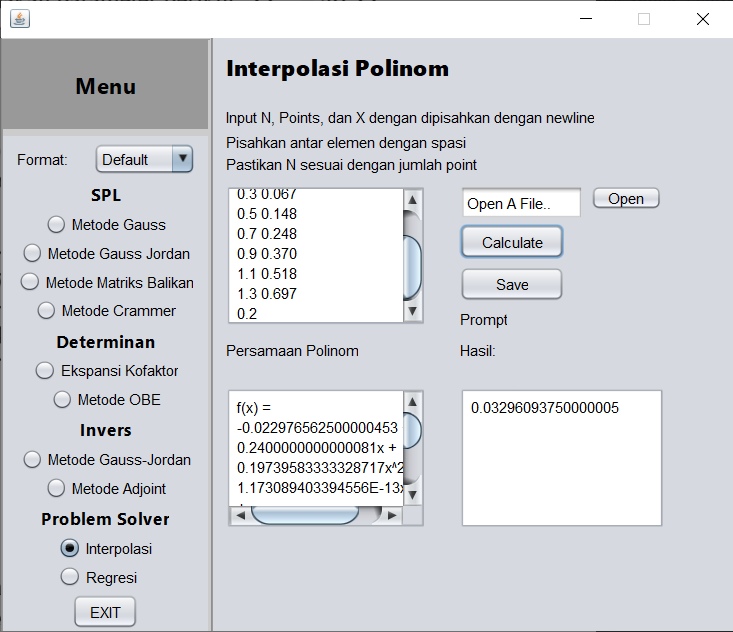 Menu
Format:
Default
SPL
Metode Gauss
Metode Gauss Jordan
Metode Matriks Balikan
Metode Crammer
Determinan
Ekspansi Kofaktor
Metode OBE
Invers
Metode Gauss-Jordan
Metode Adjoint
Problem Solver
Interpolasi
Regresi
EXIT
Interpolasi Polinom
Input N, Points, dan X dengan dipisahkan dengan newline
Pisahkan antar elemen dengan spasi
Pastikan N sesuai dengan jumlah point
0.3 0.067
0.5 0.148
0.7 0.248
0.9 0.370
1.1 0.518
1.3 0.697
0.2
Open A File..
Open
Calculate
Save
Prompt
Persamaan Polinom
Hasil:
f(x) =
-0.022976562500000453
0.2400000000000081x +
0.19739583333328717x^2
1.173089403394556E-13x
0.03296093750000005